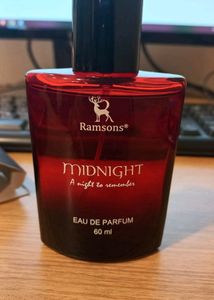 Ramsons®
MIDNIGHT
A night to remember
EAU DE PARFUM
60 ml